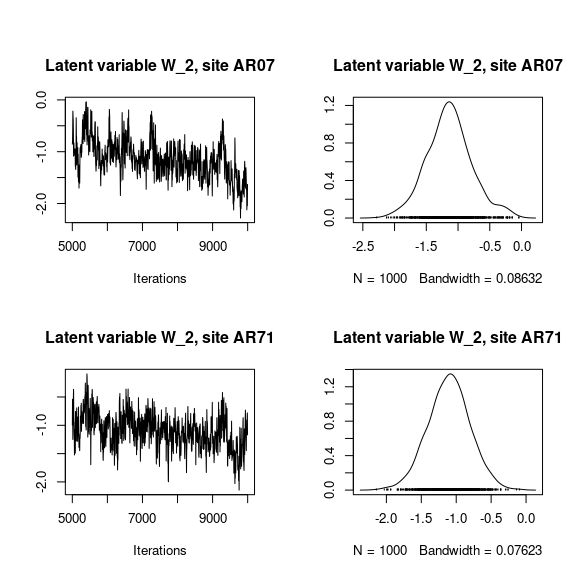 Latent variable W_2, site AR07
0.0
-1.0
-2.0
5000 7000 9000
Iterations
Latent variable W_2, site AR07
1.2
0.8
0.4
0.0
-2.5 -1.5 -0.5 0.0
N = 1000 Bandwidth = 0.08632
Latent variable W_2, site AR71
-1.0
-2.0
5000 7000 9000
Iterations
Latent variable W_2, site AR71
1.2
0.8
0.4
0.0
-2.0 -1.5 -1.0 -0.5 0.0
N = 1000 Bandwidth = 0.07623